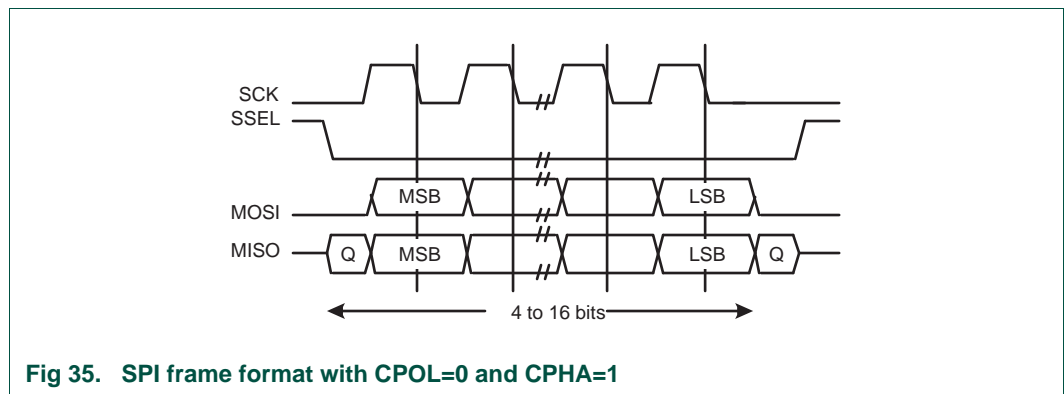 SCK
SSEL
MOSI MSB LSB
MISO Q MSB LSB Q
4 to 16 bits
Fig 35. SPI frame format with CPOL=0 and CPHA=1